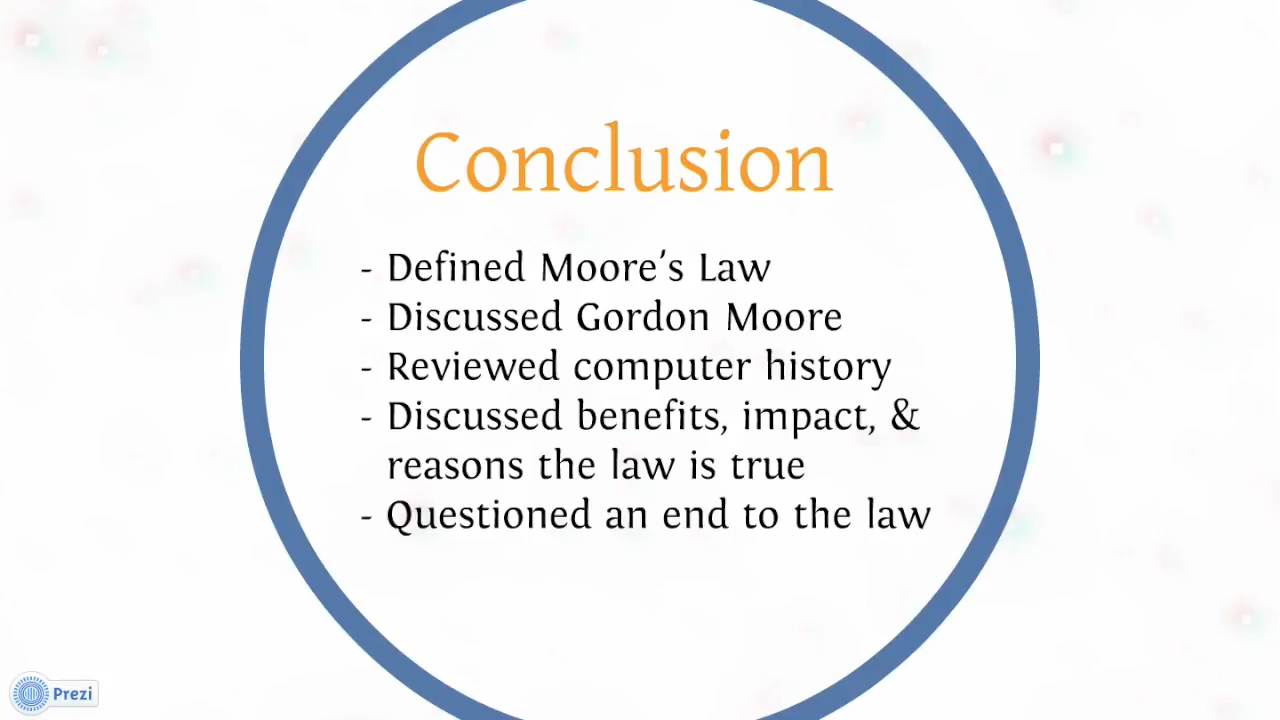 Conclusion
- Defined Moore's Law
- Discussed Gordon Moore
- Reviewed computer history
- Discussed benefits, impact, &
reasons the law is true
- Questioned an end to the law
Prezi